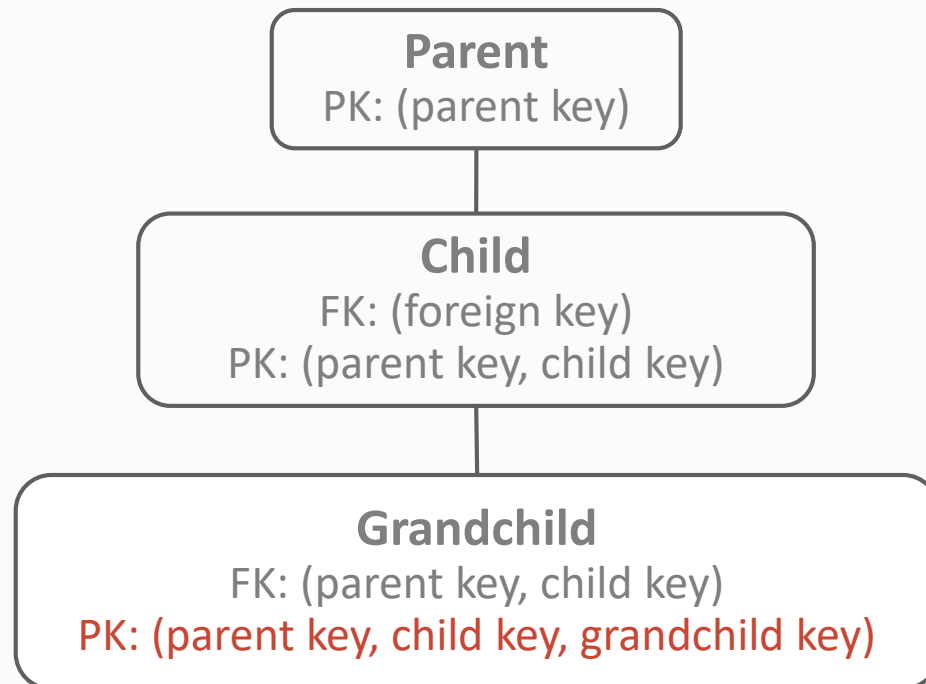 Parent
PK: (parent key)
Child
FK: (foreign key)
PK: (parent key, child key)
Grandchild
FK: (parent key, child key)
PK: (parent key, child key, grandchild key)